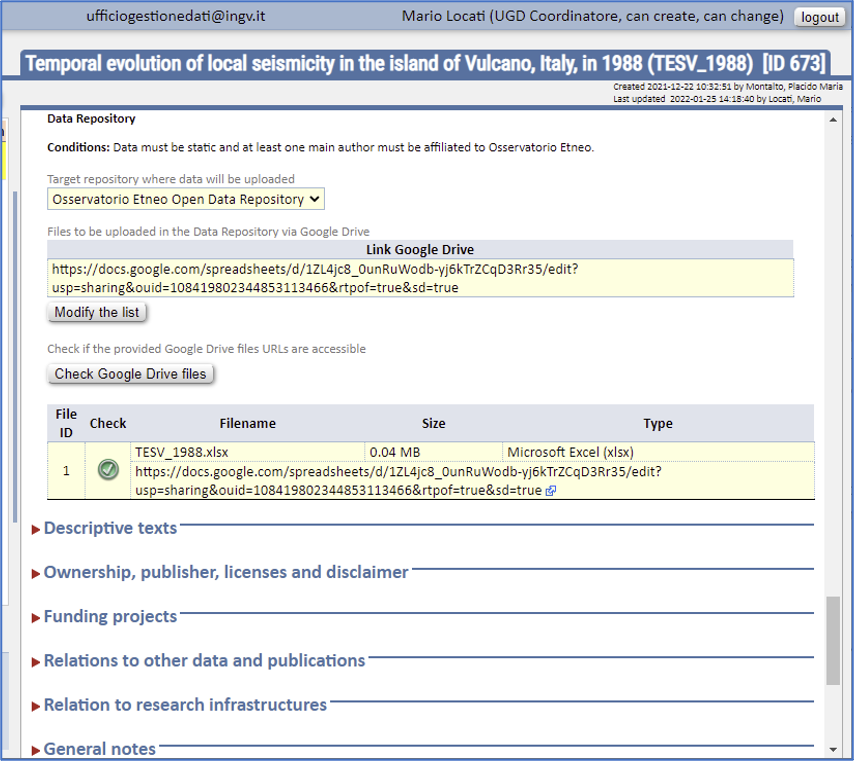 ufficiogestionedati@ingv.it
Mario Locati (UGD Coordinatore, can create, can change)
logout
Temporal evolution of local seismicity in the island of Vulcano, Italy, in 1988 (TESV_1988) [ID 673]
Created 2021-12-22 10:32:51 by Montalto, Placido Maria
Last updated 2022-01-25 14:18:40 by Locati, Mario
Data Repository
Conditions: Data must be static and at least one main author must be affiliated to Osservatorio Etneo.
Target repository where data will be uploaded
Osservatorio Etneo Open Data Repository
Files to be uploaded in the Data Repository via Google Drive
Link Google Drive
https://docs.google.com/spreadsheets/d/1ZL4jc8_0unRuWodb-yj6kTrZCqD3Rr35/edit?
usp=sharing&ouid=108419802344853113466&rtpof=true&sd=true
Modify the list
Check if the provided Google Drive files URLs are accessible
Check Google Drive files
File ID Check Filename Size Type
1 TESV_1988.xlsx 0.04 MB Microsoft Excel (xlsx)
https://docs.google.com/spreadsheets/d/1ZL4jc8_0unRuWodb-yj6kTrZCqD3Rr35/edit?
usp=sharing&ouid=108419802344853113466&rtpof=true&sd=true
Descriptive texts
Ownership, publisher, licenses and disclaimer
Funding projects
Relations to other data and publications
Relation to research infrastructures
General notes